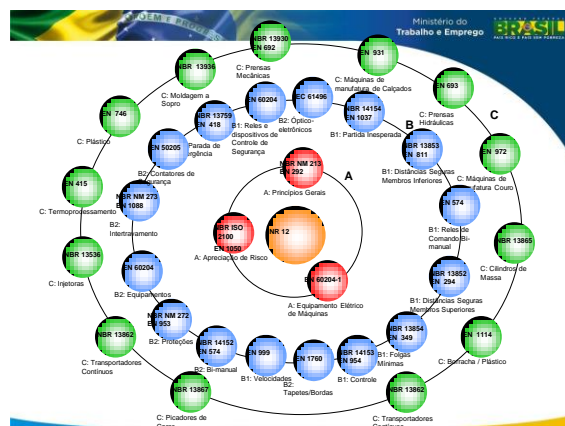 Ministério do
Trabalho e Emprego
BRASIL
PAÍS RICO É PAÍS SEM POBREZA
NBR 13930
EN 692
C: Prensas
Mecânicas
EN 931
C: Máquinas de
manufatura de Calçados
NBR 13936
C: Moldagem a
Sopro
EN 693
C: Prensas
Hidráulicas
EN 60204
B1: Reles e
dispositivos de
Controle de
Segurança
IEC 61496
B2: Óptico-
eletrônicos
NBR 14154
EN 1037
B1: Partida Inesperada
EN 746
C: Plástico
NBR 13759
EN 418
Parada de
B
C
NBR 13853
EN 811
B1: Distâncias Seguras
Membros Inferiores
EN 972
C: Máquinas de
EN 50205
B2: Contatores de
NBR NM 213
EN 292
A: Princípios Gerais
A
EN 415
C: Termoprocessamento
NBR NM 273
EN 1088
B2:
Intertravamento
EN 574
B1: Reles de
Comando Bi-
manual
NBR ISO
12100
EN 1050
A: Apreciação de Risco
NR 12
NBR 13865
C: Cilindros de
Massa
NBR 13536
C: Injetoras
EN 60204
B2: Equipamentos
EN 60204-1
A: Equipamento Elétrico
de Máquinas
NBR 13852
EN 294
B1: Distâncias Seguras
Membros Superiores
NBR NM 272
EN 953
B2: Proteções
NBR 13862
C: Transportadores
Contínuos
NBR 14152
EN 574
B2: Bi-manual
EN 999
B1: Velocidades
EN 1760
B2:
Tapetes/Bordas
NBR 14153
EN 954
B1: Controle
NBR 13854
EN 349
B1: Folgas
Mínimas
EN 1114
C: Borracha / Plástico
NBR 13867
C: Picadores de
NBR 13862
C: Transportadores